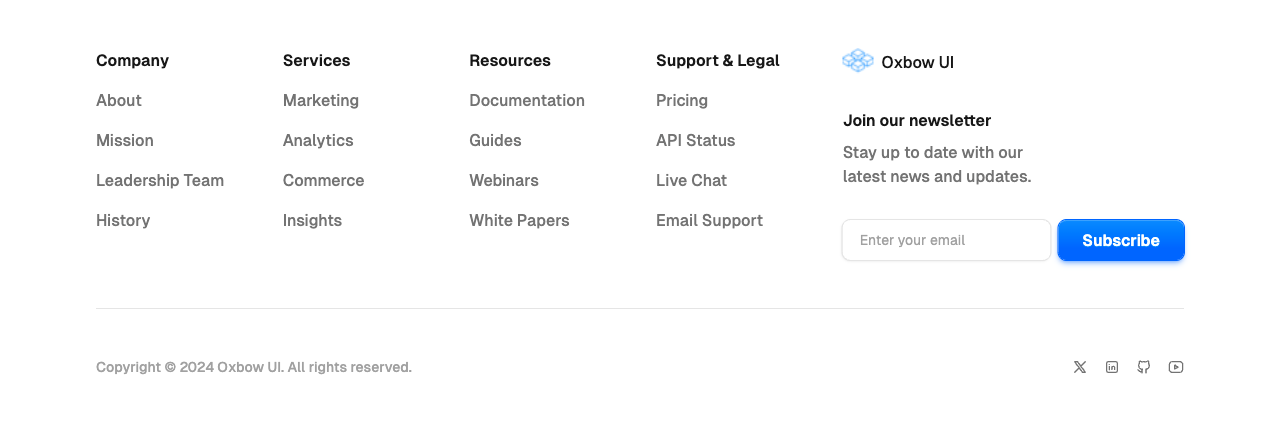 Company
About
Mission
Leadership Team
History
Services
Marketing
Analytics
Commerce
Insights
Resources
Documentation
Guides
Webinars
White Papers
Support & Legal
Pricing
API Status
Live Chat
Email Support
Oxbow UI
Join our newsletter
Stay up to date with our
latest news and updates.
Enter your email
Subscribe
Copyright © 2024 Oxbow UI. All rights reserved.